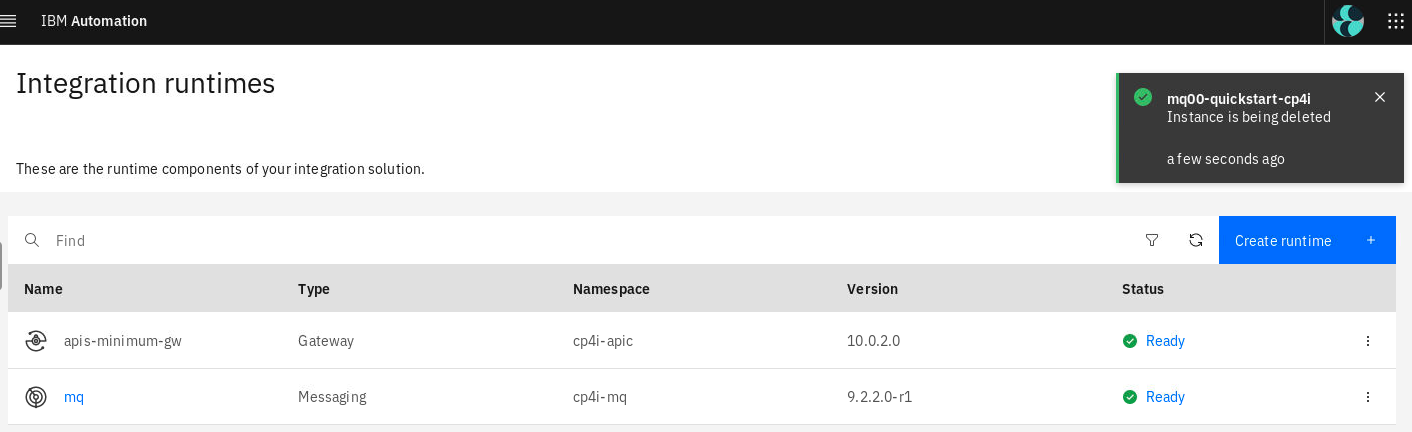 IBM Automation
Integration runtimes
mq00-quickstart-cp4i
Instance is being deleted
a few seconds ago
These are the runtime components of your integration solution.
Find
Create runtime +
Name Type Namespace Version Status
apis-minimum-gw Gateway cp4i-apic 10.0.2.0 Ready
mq Messaging cp4i-mq 9.2.2.0-r1 Ready